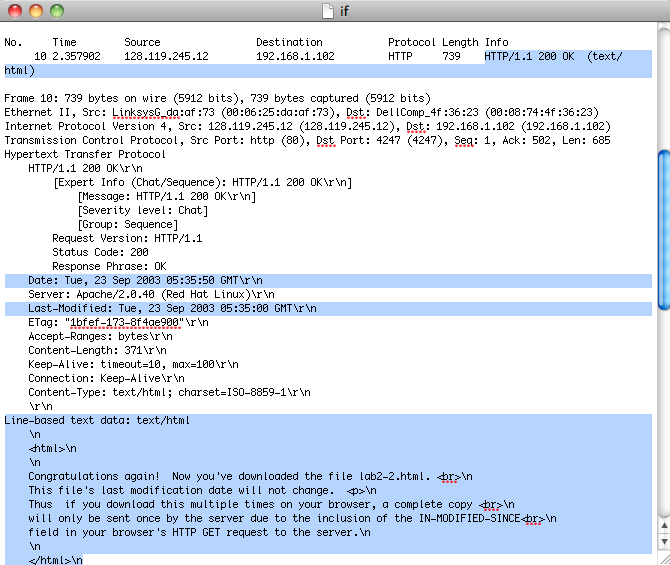 if
No. Time Source Destination Protocol Length Info
10 2.357902 128.119.245.12 192.168.1.102 HTTP 739 HTTP/1.1 200 OK (text/
html)
Frame 10: 739 bytes on wire (5912 bits), 739 bytes captured (5912 bits)
Ethernet II, Src: LinksysG_da:af:73 (00:06:25:da:af:73), Dst: DellComp_4f:36:23 (00:08:74:4f:36:23)
Internet Protocol Version 4, Src: 128.119.245.12 (128.119.245.12), Dst: 192.168.1.102 (192.168.1.102)
Transmission Control Protocol, Src Port: http (80), Dst Port: 4247 (4247), Seq: 1, Ack: 502, Len: 685
Hypertext Transfer Protocol
HTTP/1.1 200 OK\r\n
[Expert Info (Chat/Sequence): HTTP/1.1 200 OK\r\n]
[Message: HTTP/1.1 200 OK\r\n]
[Severity level: Chat]
[Group: Sequence]
Request Version: HTTP/1.1
Status Code: 200
Response Phrase: OK
Date: Tue, 23 Sep 2003 05:35:50 GMT\r\n
Server: Apache/2.0.40 (Red Hat Linux)\r\n
Last-Modified: Tue, 23 Sep 2003 05:35:00 GMT\r\n
ETag: "1bfef-173-8f4ae900"\r\n
Accept-Ranges: bytes\r\n
Content-Length: 371\r\n
Keep-Alive: timeout=10, max=100\r\n
Connection: Keep-Alive\r\n
Content-Type: text/html; charset=ISO-8859-1\r\n
\r\n
Line-based text data: text/html
\n
<html>\n
\n
Congratulations again!  Now you've downloaded the file lab2-2.html. <br>\n
This file's last modification date will not change.  <p>\n
Thus  if you download this multiple times on your browser, a complete copy <br>\n
will only be sent once by the server due to the inclusion of the IN-MODIFIED-SINCE<br>\n
field in your browser's HTTP GET request to the server.\n
\n
</html>\n